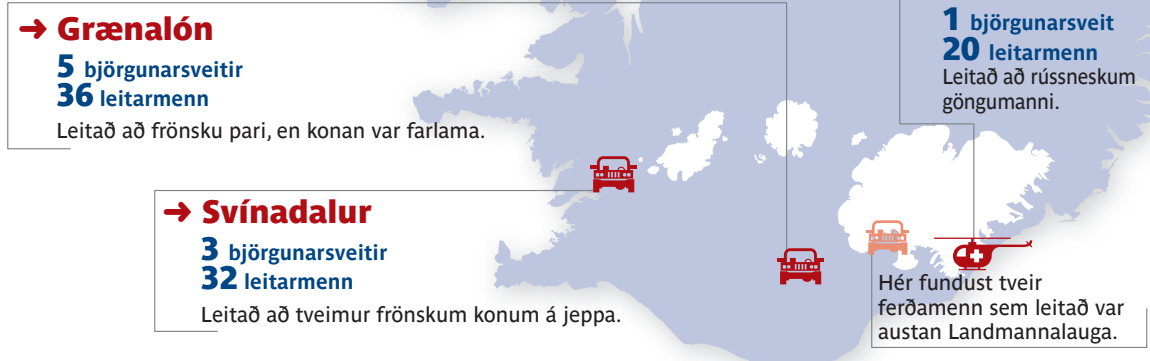 → Grænalón
5 björgunarsveitir
36 leitarmenn
Leitað að frönsku pari, en konan var farlama.
→ Svínadalur
3 björgunarsveitir
32 leitarmenn
Leitað að tveimur frönskum konum á jeppa.
1 björgunarsveit
20 leitarmenn
Leitað að rússneskum
göngumanni.
Hér fundust tveir
ferðamenn sem leitað var
austan Landmannalauga.